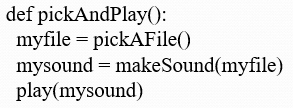 def pickAndPlay():
  myfile = pickAFile()
  mysound = makeSound(myfile)
  play(mysound)